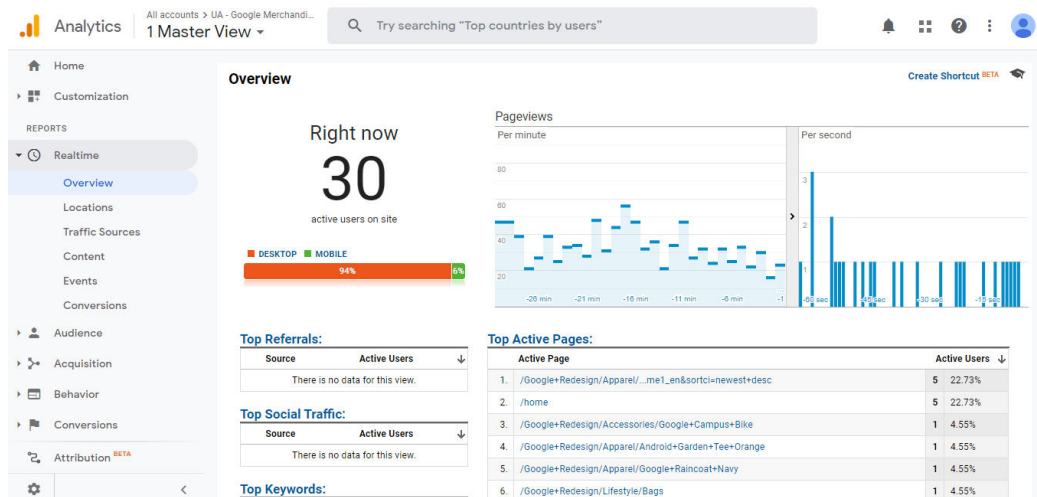 Analytics
All accounts > UA - Google Merchandi...
1 Master View
Try searching “Top countries by users”
Home
Customization
REPORTS
Realtime
Overview
Locations
Traffic Sources
Content
Events
Conversions
Audience
Acquisition
Behavior
Conversions
Attribution BETA
Overview
Create Shortcut BETA
Right now
30
active users on site
DESKTOP MOBILE
94% 6%
Pageviews
Per minute
80
60
40
20
-26 min -21 min -16 min -11 min -6 min -1
Per second
3
2
1
-60 sec -45 sec -30 sec -15 sec
Top Referrals:
Source Active Users
There is no data for this view.
Top Social Traffic:
Source Active Users
There is no data for this view.
Top Keywords:
Top Active Pages:
Active Page Active Users
1. /Google+Redesign/Apparel/...me1_en&sortci=newest+desc 5 22.73%
2. /home 5 22.73%
3. /Google+Redesign/Accessories/Google+Campus+Bike 1 4.55%
4. /Google+Redesign/Apparel/Android+Garden+Tee+Orange 1 4.55%
5. /Google+Redesign/Apparel/Google+Raincoat+Navy 1 4.55%
6. /Google+Redesign/Lifestyle/Bags 1 4.55%